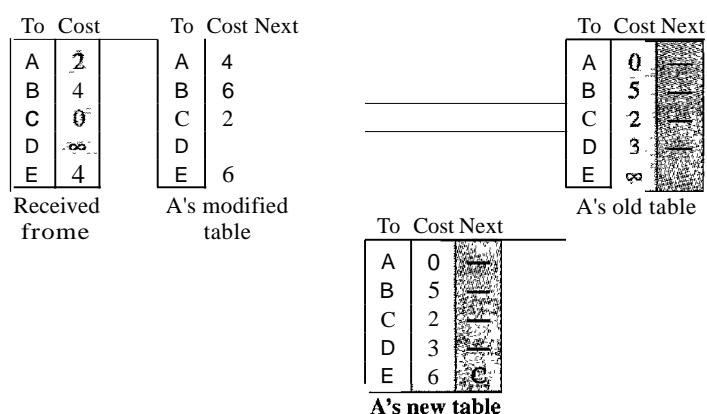 To Cost
A 2
B 4
C 0
D ∞
E 4
Received
frome
To Cost Next
A 4
B 6
C 2
D
E 6
A's modified
table
To Cost Next
A 0 —
B 5 —
C 2 —
D 3 —
E ∞
A's old table
To Cost Next
A 0 —
B 5 —
C 2 —
D 3 —
E 6 C
A's new table